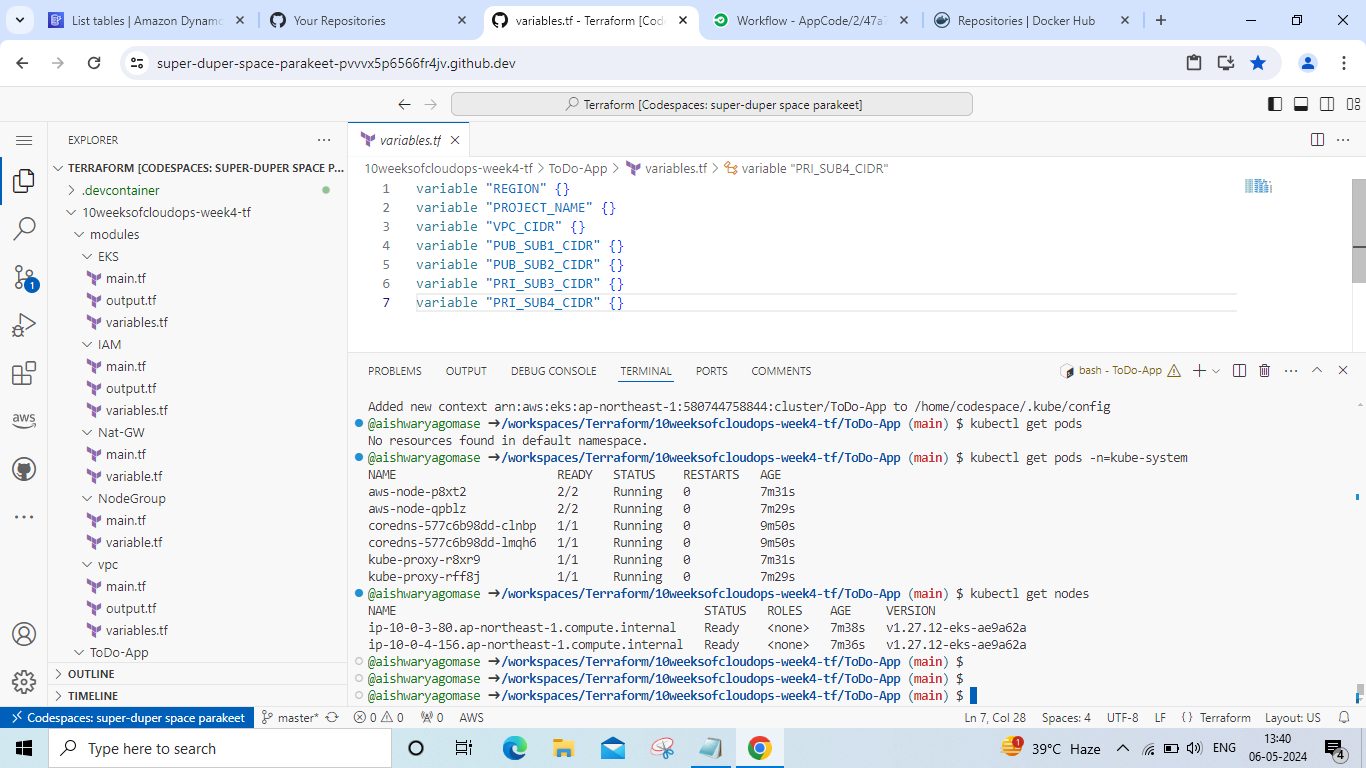 List tables | Amazon Dynamo
Your Repositories
variables.tf - Terraform [Code
Workflow - AppCode/2/47a7
Repositories | Docker Hub
super-duper-space-parakeet-pvvvx5p6566fr4jv.github.dev
Terraform [Codespaces: super-duper space parakeet]
EXPLORER
TERRAFORM [CODESPACES: SUPER-DUPER SPACE P...
.devcontainer
10weeksofcloudops-week4-tf
modules
EKS
main.tf
output.tf
variables.tf
IAM
main.tf
output.tf
variables.tf
Nat-GW
main.tf
variable.tf
NodeGroup
main.tf
variable.tf
vpc
main.tf
output.tf
variables.tf
ToDo-App
OUTLINE
TIMELINE
1
aws
variables.tf
10weeksofcloudops-week4-tf > ToDo-App > variables.tf > variable "PRI_SUB4_CIDR"
1 variable "REGION" {}
2 variable "PROJECT_NAME" {}
3 variable "VPC_CIDR" {}
4 variable "PUB_SUB1_CIDR" {}
5 variable "PUB_SUB2_CIDR" {}
6 variable "PRI_SUB3_CIDR" {}
7 variable "PRI_SUB4_CIDR" {}
PROBLEMS OUTPUT DEBUG CONSOLE TERMINAL PORTS COMMENTS bash - ToDo-App
Added new context arn:aws:eks:ap-northeast-1:580744758844:cluster/ToDo-App to /home/codespace/.kube/config
@aishwaryagomase ➜/workspaces/Terraform/10weeksofcloudops-week4-tf/ToDo-App (main) $ kubectl get pods
No resources found in default namespace.
@aishwaryagomase ➜/workspaces/Terraform/10weeksofcloudops-week4-tf/ToDo-App (main) $ kubectl get pods -n=kube-system
NAME READY STATUS RESTARTS AGE
aws-node-p8xt2 2/2 Running 0 7m31s
aws-node-qpblz 2/2 Running 0 7m29s
coredns-577c6b98dd-clnbp 1/1 Running 0 9m50s
coredns-577c6b98dd-lmqh6 1/1 Running 0 9m50s
kube-proxy-r8xr9 1/1 Running 0 7m31s
kube-proxy-rff8j 1/1 Running 0 7m29s
@aishwaryagomase ➜/workspaces/Terraform/10weeksofcloudops-week4-tf/ToDo-App (main) $ kubectl get nodes
NAME STATUS ROLES AGE VERSION
ip-10-0-3-80.ap-northeast-1.compute.internal Ready <none> 7m38s v1.27.12-eks-ae9a62a
ip-10-0-4-156.ap-northeast-1.compute.internal Ready <none> 7m36s v1.27.12-eks-ae9a62a
@aishwaryagomase ➜/workspaces/Terraform/10weeksofcloudops-week4-tf/ToDo-App (main) $
@aishwaryagomase ➜/workspaces/Terraform/10weeksofcloudops-week4-tf/ToDo-App (main) $
@aishwaryagomase ➜/workspaces/Terraform/10weeksofcloudops-week4-tf/ToDo-App (main) $
Codespaces: super-duper space parakeet master* 0 0 0 AWS Ln 7, Col 28 Spaces: 4 UTF-8 LF {} Terraform Layout: US
Type here to search
1 39°C Haze ENG
13:40
06-05-2024
4